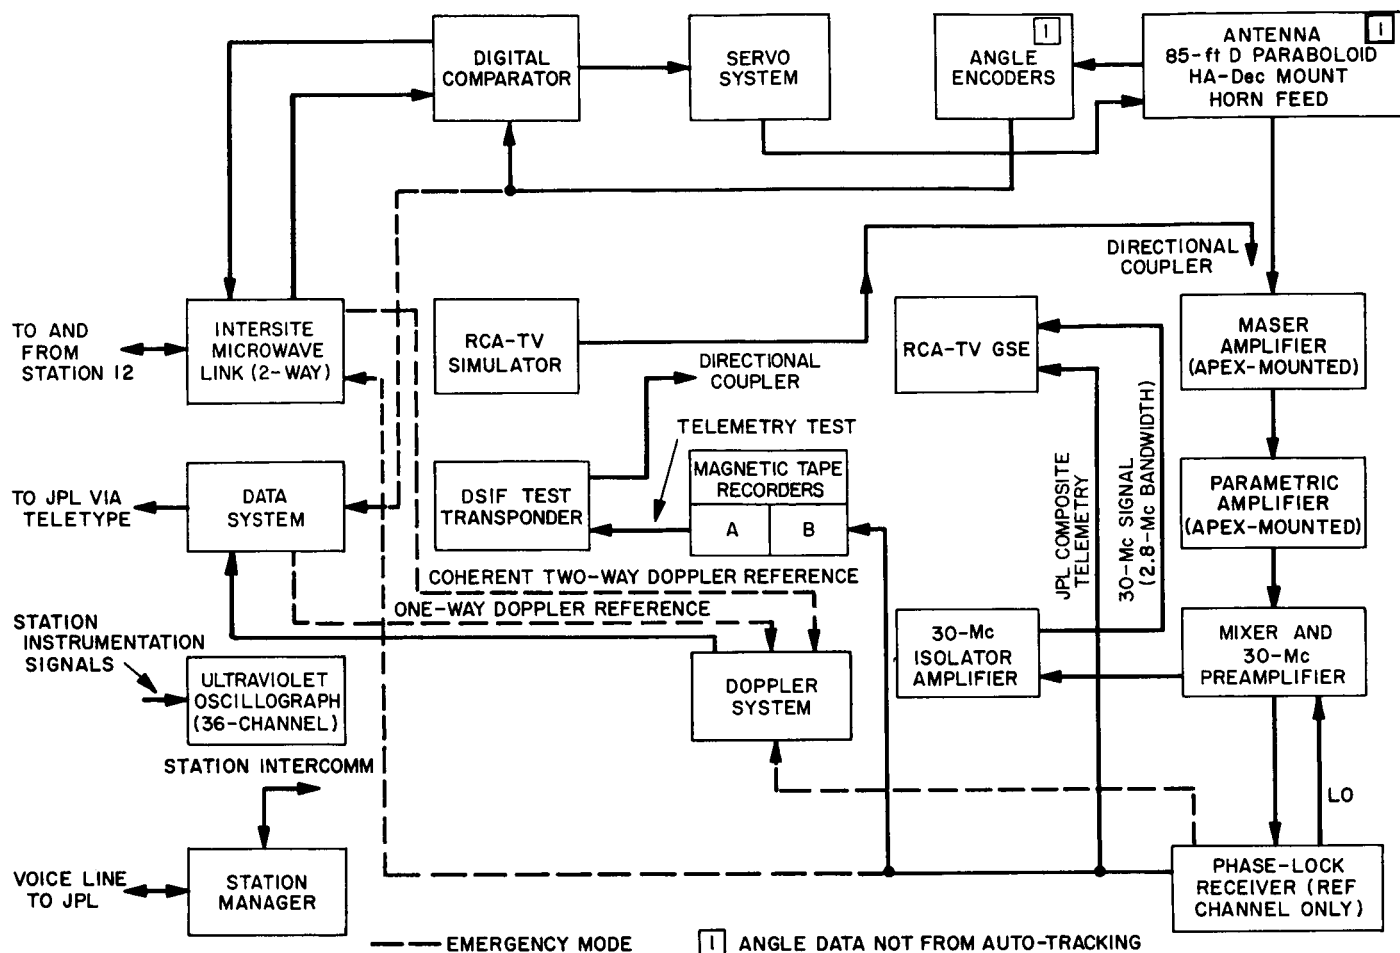 DIGITAL
COMPARATOR
SERVO
SYSTEM
1
ANGLE
ENCODERS
1
ANTENNA
85-ft D PARABOLOID
HA-Dec MOUNT
HORN FEED
DIRECTIONAL
COUPLER
TO AND
FROM
STATION 12
INTERSITE
MICROWAVE
LINK (2-WAY)
RCA-TV
SIMULATOR
DIRECTIONAL
COUPLER
RCA-TV GSE
MASER
AMPLIFIER
(APEX-MOUNTED)
TELEMETRY TEST
TO JPL VIA
TELETYPE
DATA
SYSTEM
DSIF TEST
TRANSPONDER
MAGNETIC TAPE
RECORDERS
A
B
JPL COMPOSITE
TELEMETRY
30-Mc SIGNAL
(2.8-Mc BANDWIDTH)
PARAMETRIC
AMPLIFIER
(APEX-MOUNTED)
COHERENT TWO-WAY DOPPLER REFERENCE
ONE-WAY DOPPLER REFERENCE
STATION
INSTRUMENTATION
SIGNALS
ULTRAVIOLET
OSCILLOGRAPH
(36-CHANNEL)
DOPPLER
SYSTEM
30-Mc
ISOLATOR
AMPLIFIER
MIXER AND
30-Mc
PREAMPLIFIER
STATION INTERCOMM
LO
VOICE LINE
TO JPL
STATION
MANAGER
PHASE-LOCK
RECEIVER (REF
CHANNEL ONLY)
EMERGENCY MODE
1 ANGLE DATA NOT FROM AUTO-TRACKING